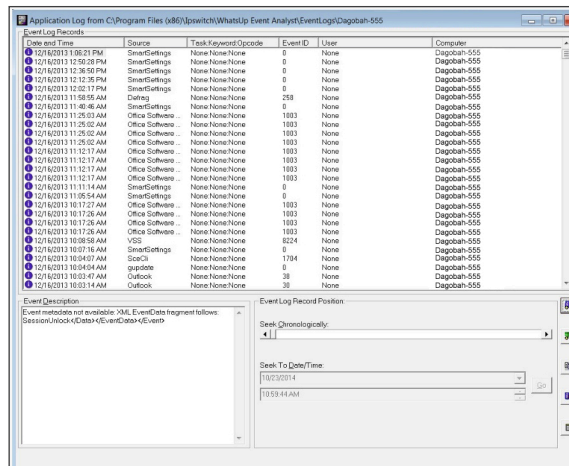 Application Log from C:\Program Files (x86)\Ipswitch\WhatsUp Event Analyst\EventLogs\Dagobah-555
Event Log Records
Date and Time Source Task:Keyword:Opcode Event ID User Computer
12/16/2013 1:06:21 PM SmartSettings None:None:None 0 None Dagobah-555
12/16/2013 12:50:28 PM SmartSettings None:None:None 0 None Dagobah-555
12/16/2013 12:36:50 PM SmartSettings None:None:None 0 None Dagobah-555
12/16/2013 12:12:35 PM SmartSettings None:None:None 0 None Dagobah-555
12/16/2013 12:02:17 PM SmartSettings None:None:None 0 None Dagobah-555
12/16/2013 11:58:55 AM Defrag None:None:None 258 None Dagobah-555
12/16/2013 11:40:46 AM SmartSettings None:None:None 0 None Dagobah-555
12/16/2013 11:25:03 AM Office Software ... None:None:None 1003 None Dagobah-555
12/16/2013 11:25:02 AM Office Software ... None:None:None 1003 None Dagobah-555
12/16/2013 11:25:02 AM Office Software ... None:None:None 1003 None Dagobah-555
12/16/2013 11:25:02 AM Office Software ... None:None:None 1003 None Dagobah-555
12/16/2013 11:12:17 AM Office Software ... None:None:None 1003 None Dagobah-555
12/16/2013 11:12:17 AM Office Software ... None:None:None 1003 None Dagobah-555
12/16/2013 11:12:17 AM Office Software ... None:None:None 1003 None Dagobah-555
12/16/2013 11:12:17 AM Office Software ... None:None:None 1003 None Dagobah-555
12/16/2013 11:11:14 AM SmartSettings None:None:None 0 None Dagobah-555
12/16/2013 11:05:54 AM SmartSettings None:None:None 0 None Dagobah-555
12/16/2013 10:17:27 AM Office Software ... None:None:None 1003 None Dagobah-555
12/16/2013 10:17:26 AM Office Software ... None:None:None 1003 None Dagobah-555
12/16/2013 10:17:26 AM Office Software ... None:None:None 1003 None Dagobah-555
12/16/2013 10:17:26 AM Office Software ... None:None:None 1003 None Dagobah-555
12/16/2013 10:08:58 AM VSS None:None:None 8224 None Dagobah-555
12/16/2013 10:07:16 AM SmartSettings None:None:None 0 None Dagobah-555
12/16/2013 10:04:07 AM SceCli None:None:None 1704 None Dagobah-555
12/16/2013 10:04:04 AM gupdate None:None:None 0 None Dagobah-555
12/16/2013 10:03:47 AM Outlook None:None:None 38 None Dagobah-555
12/16/2013 10:03:14 AM Outlook None:None:None 30 None Dagobah-555
Event Description
Event metadata not available: XML EventData fragment follows:
SessionUnlock</Data></EventData></Event>
Event Log Record Position:
Seek Chronologically:
Seek To Date/Time:
10/23/2014
10:59:44 AM
Go